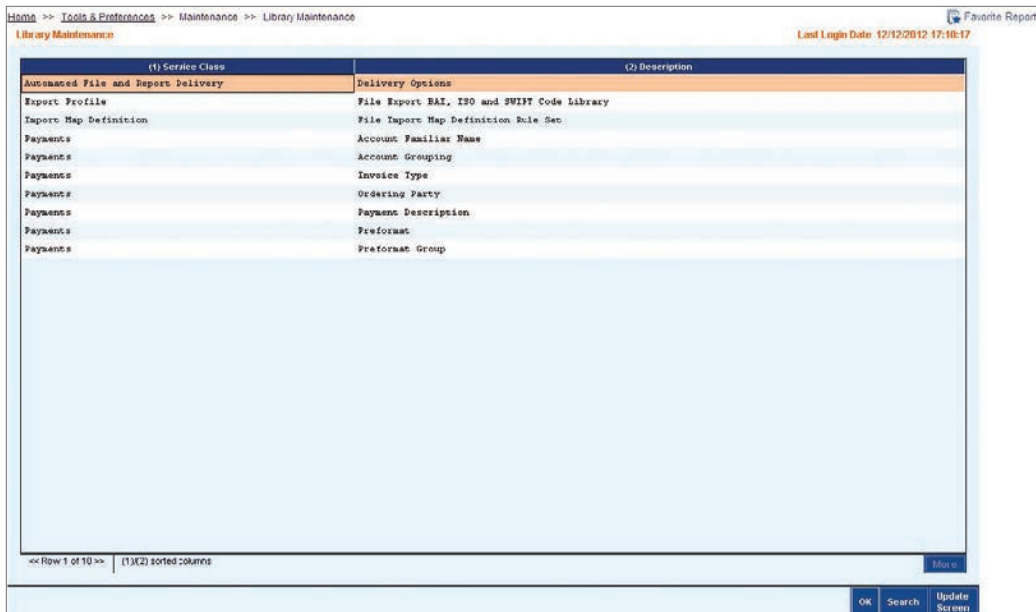 Home >> Tools & Preferences >> Maintenance >> Library Maintenance
Favorite Report
Library Maintenance
Last Login Date 12/12/2012 17:10:17
(1) Service Class (2) Description
Automated File and Report Delivery Delivery Options
Export Profile File Export BAI, ISO and SWIFT Code Library
Import Map Definition File Import Map Definition Rule Set
Payments Account Familiar Name
Payments Account Grouping
Payments Invoice Type
Payments Ordering Party
Payments Payment Description
Payments Preformat
Payments Preformat Group
<< Row 1 of 10 >> (1)/(2) sorted columns More
OK Search Update Screen